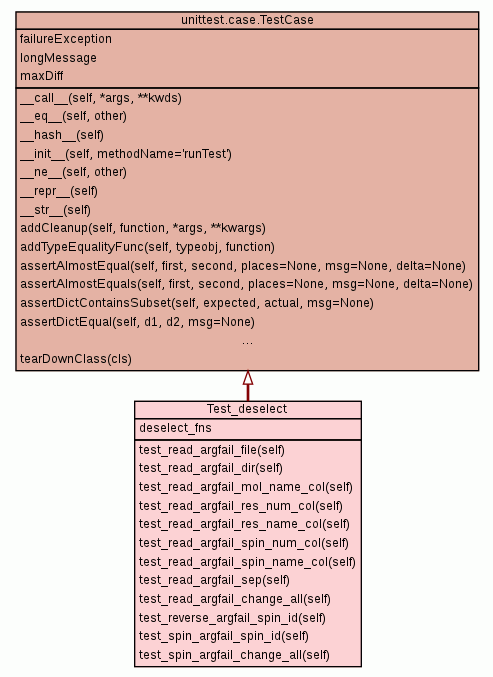 unittest.case.TestCase
failureException
longMessage
maxDiff
__call__(self, *args, **kwds)
__eq__(self, other)
__hash__(self)
__init__(self, methodName='runTest')
__ne__(self, other)
__repr__(self)
__str__(self)
addCleanup(self, function, *args, **kwargs)
addTypeEqualityFunc(self, typeobj, function)
assertAlmostEqual(self, first, second, places=None, msg=None, delta=None)
assertAlmostEquals(self, first, second, places=None, msg=None, delta=None)
assertDictContainsSubset(self, expected, actual, msg=None)
assertDictEqual(self, d1, d2, msg=None)
...
tearDownClass(cls)
Test_deselect
deselect_fns
test_read_argfail_file(self)
test_read_argfail_dir(self)
test_read_argfail_mol_name_col(self)
test_read_argfail_res_num_col(self)
test_read_argfail_res_name_col(self)
test_read_argfail_spin_num_col(self)
test_read_argfail_spin_name_col(self)
test_read_argfail_sep(self)
test_read_argfail_change_all(self)
test_reverse_argfail_spin_id(self)
test_spin_argfail_spin_id(self)
test_spin_argfail_change_all(self)